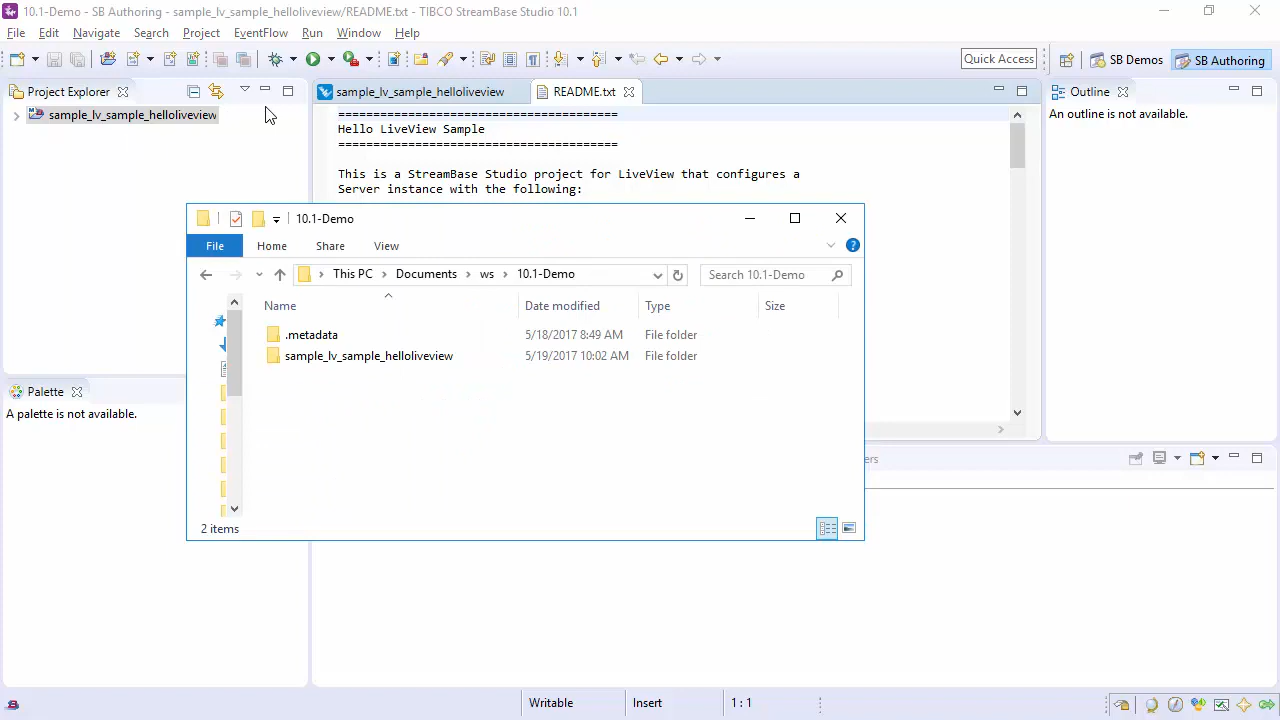 10.1-Demo - SB Authoring - sample_lv_sample_helloliveview/README.txt - TIBCO StreamBase Studio 10.1
File Edit Navigate Search Project EventFlow Run Window Help
Quick Access
SB Demos
SB Authoring
Project Explorer
sample_lv_sample_helloliveview
sample_lv_sample_helloliveview
README.txt
========================================
Hello LiveView Sample
========================================
This is a StreamBase Studio project for LiveView that configures a
Server instance with the following:
Outline
An outline is not available.
10.1-Demo
File Home Share View
This PC Documents ws 10.1-Demo
Search 10.1-Demo
Name Date modified Type Size
.metadata 5/18/2017 8:49 AM File folder
sample_lv_sample_helloliveview 5/19/2017 10:02 AM File folder
2 items
Palette
A palette is not available.
ers
Writable Insert 1 : 1